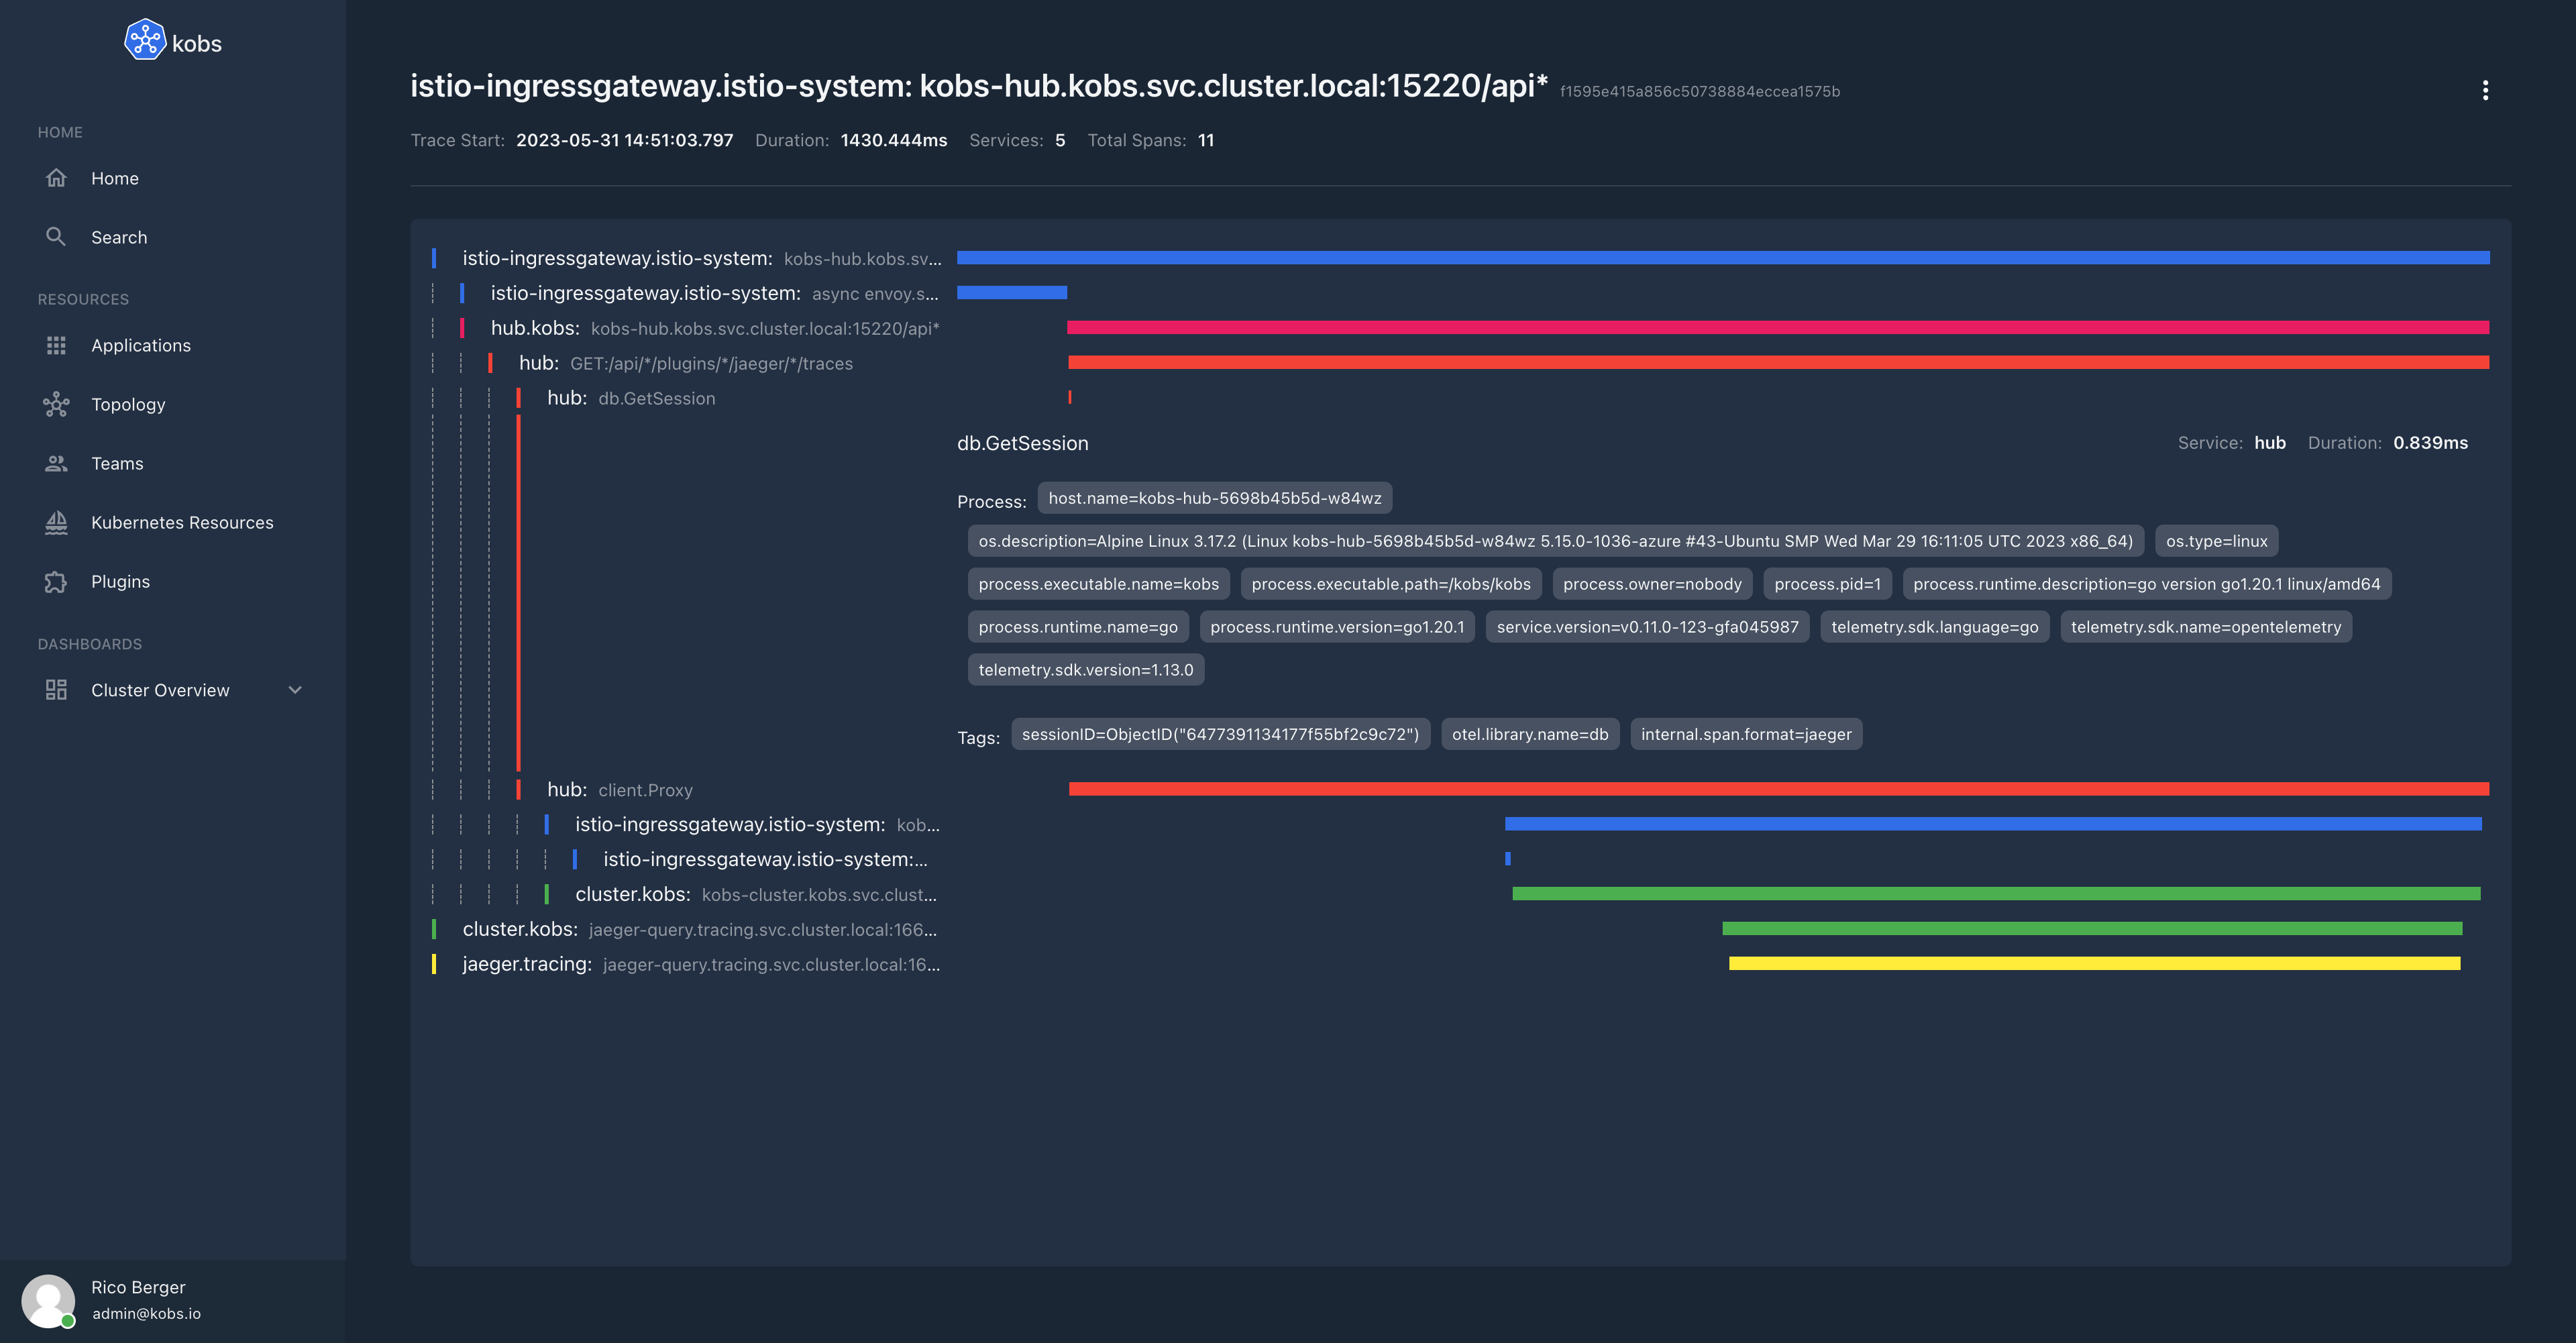 kobs
HOME
Home
Search
RESOURCES
Applications
Topology
Teams
Kubernetes Resources
Plugins
DASHBOARDS
Cluster Overview
Rico Berger
admin@kobs.io
istio-ingressgateway.istio-system: kobs-hub.kobs.svc.cluster.local:15220/api* f1595e415a856c50738884eccea1575b
Trace Start: 2023-05-31 14:51:03.797 Duration: 1430.444ms Services: 5 Total Spans: 11
istio-ingressgateway.istio-system: kobs-hub.kobs.sv...
istio-ingressgateway.istio-system: async envoy.s...
hub.kobs: kobs-hub.kobs.svc.cluster.local:15220/api*
hub: GET:/api/*/plugins/*/jaeger/*/traces
hub: db.GetSession
db.GetSession Service: hub Duration: 0.839ms
Process: host.name=kobs-hub-5698b45b5d-w84wz
os.description=Alpine Linux 3.17.2 (Linux kobs-hub-5698b45b5d-w84wz 5.15.0-1036-azure #43-Ubuntu SMP Wed Mar 29 16:11:05 UTC 2023 x86_64) os.type=linux
process.executable.name=kobs process.executable.path=/kobs/kobs process.owner=nobody process.pid=1 process.runtime.description=go version go1.20.1 linux/amd64
process.runtime.name=go process.runtime.version=go1.20.1 service.version=v0.11.0-123-gfa045987 telemetry.sdk.language=go telemetry.sdk.name=opentelemetry
telemetry.sdk.version=1.13.0
Tags: sessionID=ObjectID("6477391134177f55bf2c9c72") otel.library.name=db internal.span.format=jaeger
hub: client.Proxy
istio-ingressgateway.istio-system: kob...
istio-ingressgateway.istio-system:...
cluster.kobs: kobs-cluster.kobs.svc.clust...
cluster.kobs: jaeger-query.tracing.svc.cluster.local:166...
jaeger.tracing: jaeger-query.tracing.svc.cluster.local:16...